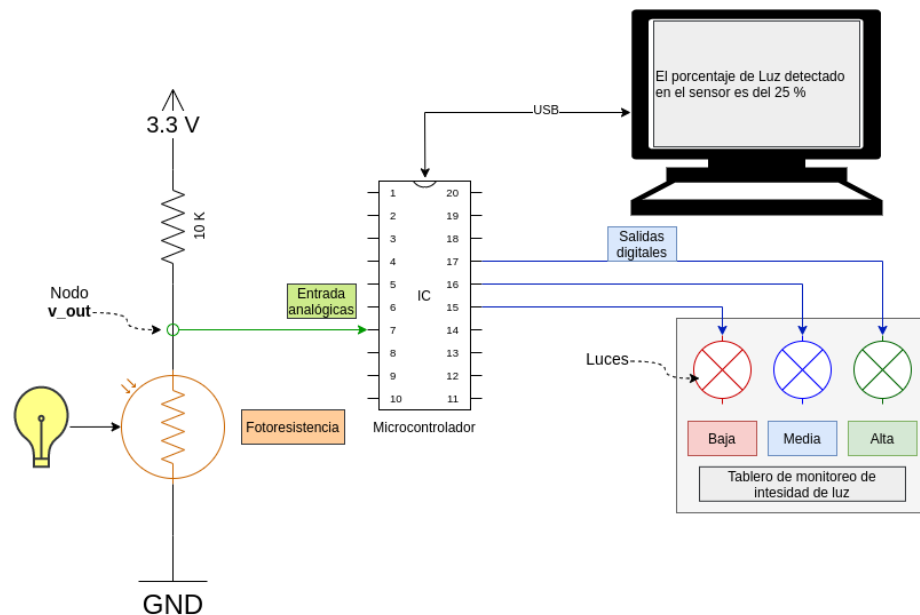 El porcentaje de Luz detectado
en el sensor es del 25 %
USB
3.3 V
10 K
Nodo
v_out
Entrada
analógicas
1
2
3
4
5
6
7
8
9
10
IC
20
19
18
17
16
15
14
13
12
11
Microcontrolador
Salidas
digitales
Luces
Fotoresistencia
Baja
Media
Alta
Tablero de monitoreo de
intesidad de luz
GND